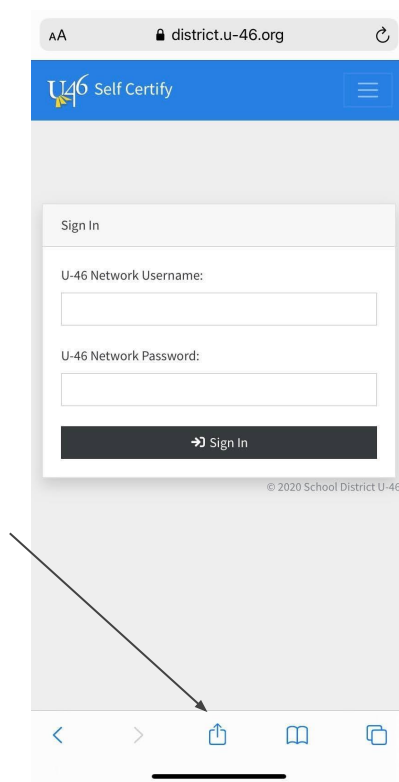 AA district.u-46.org
U46 Self Certify
Sign In
U-46 Network Username:
U-46 Network Password:
Sign In
© 2020 School District U-46